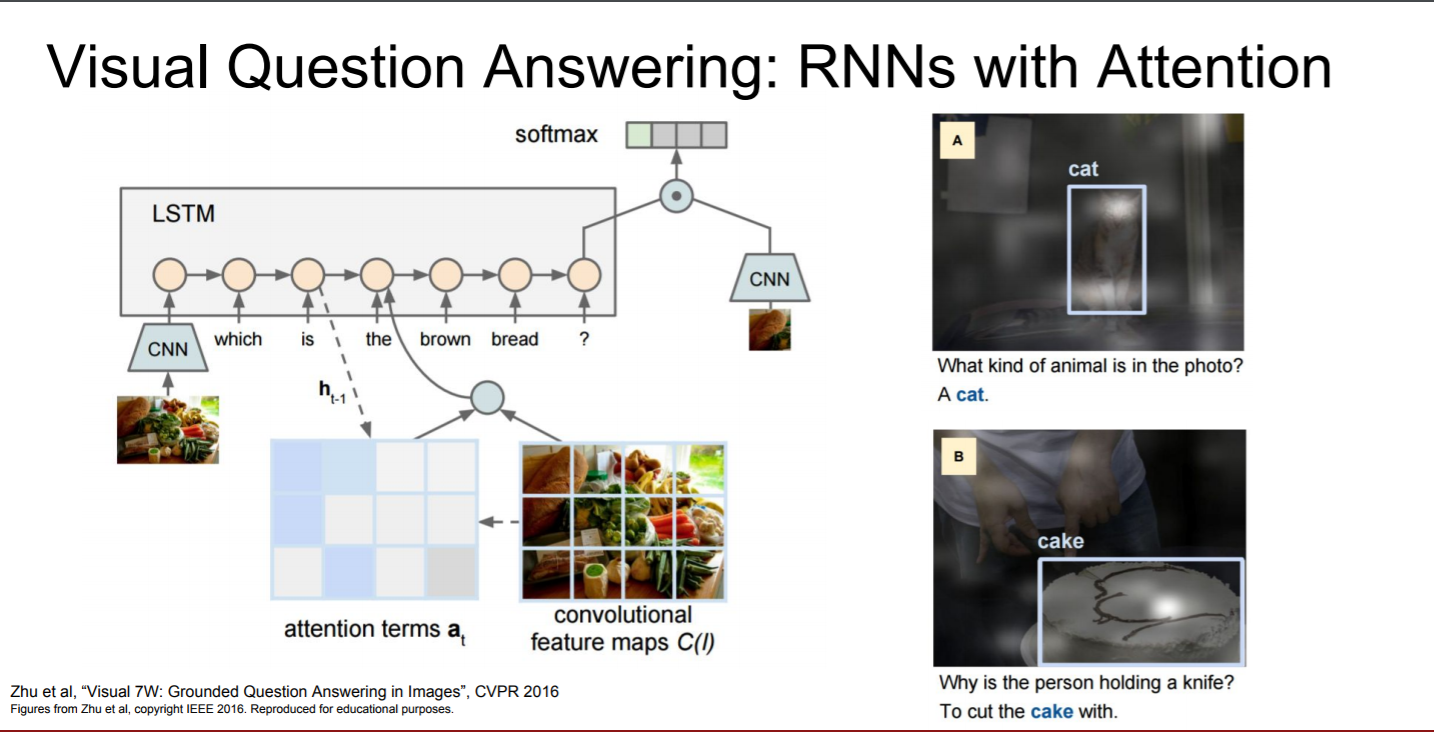 Visual Question Answering: RNNs with Attention
softmax
LSTM
CNN
which is the brown bread ?
CNN
h t-1
attention terms a t
convolutional
feature maps C(I)
A
cat
What kind of animal is in the photo?
A cat.
B
cake
Why is the person holding a knife?
To cut the cake with.
Zhu et al, “Visual 7W: Grounded Question Answering in Images”, CVPR 2016
Figures from Zhu et al, copyright IEEE 2016. Reproduced for educational purposes.